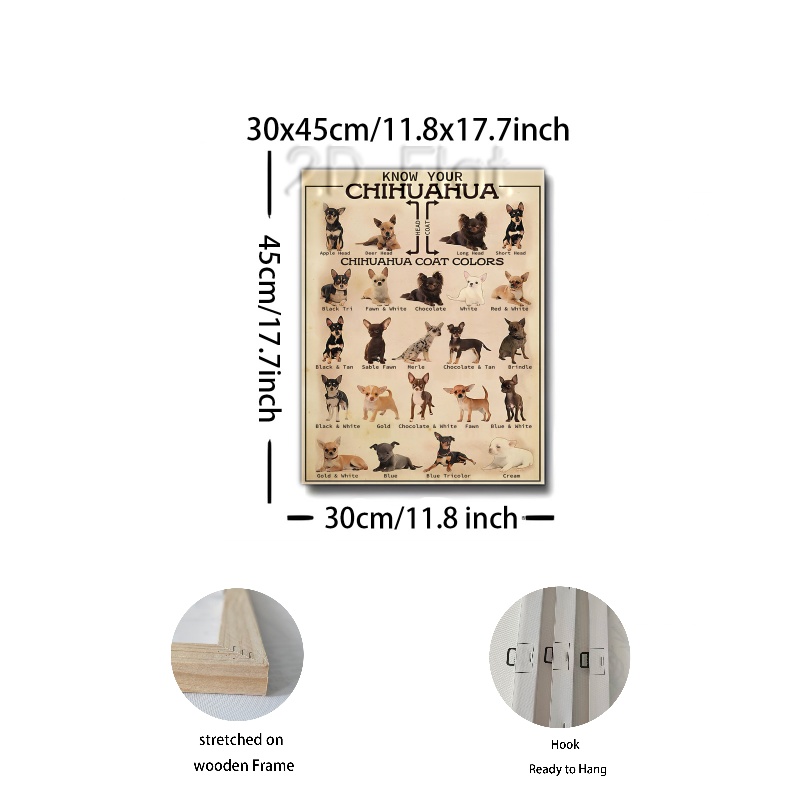 30x45cm/11.8x17.7inch
2D Flat
KNOW YOUR
CHIHUAHUA
HEAD
COAT
Apple Head Deer Head Long Head Short Head
CHIHUAHUA COAT COLORS
Black Tri Fawn & White Chocolate White Red & White
Black & Tan Sable Fawn Merle Chocolate & Tan Brindle
Black & White Gold Chocolate & White Fawn Blue & White
Gold & White Blue Blue Tricolor Cream
45cm/17.7inch
30cm/11.8 inch
stretched on
wooden Frame
Hook
Ready to Hang